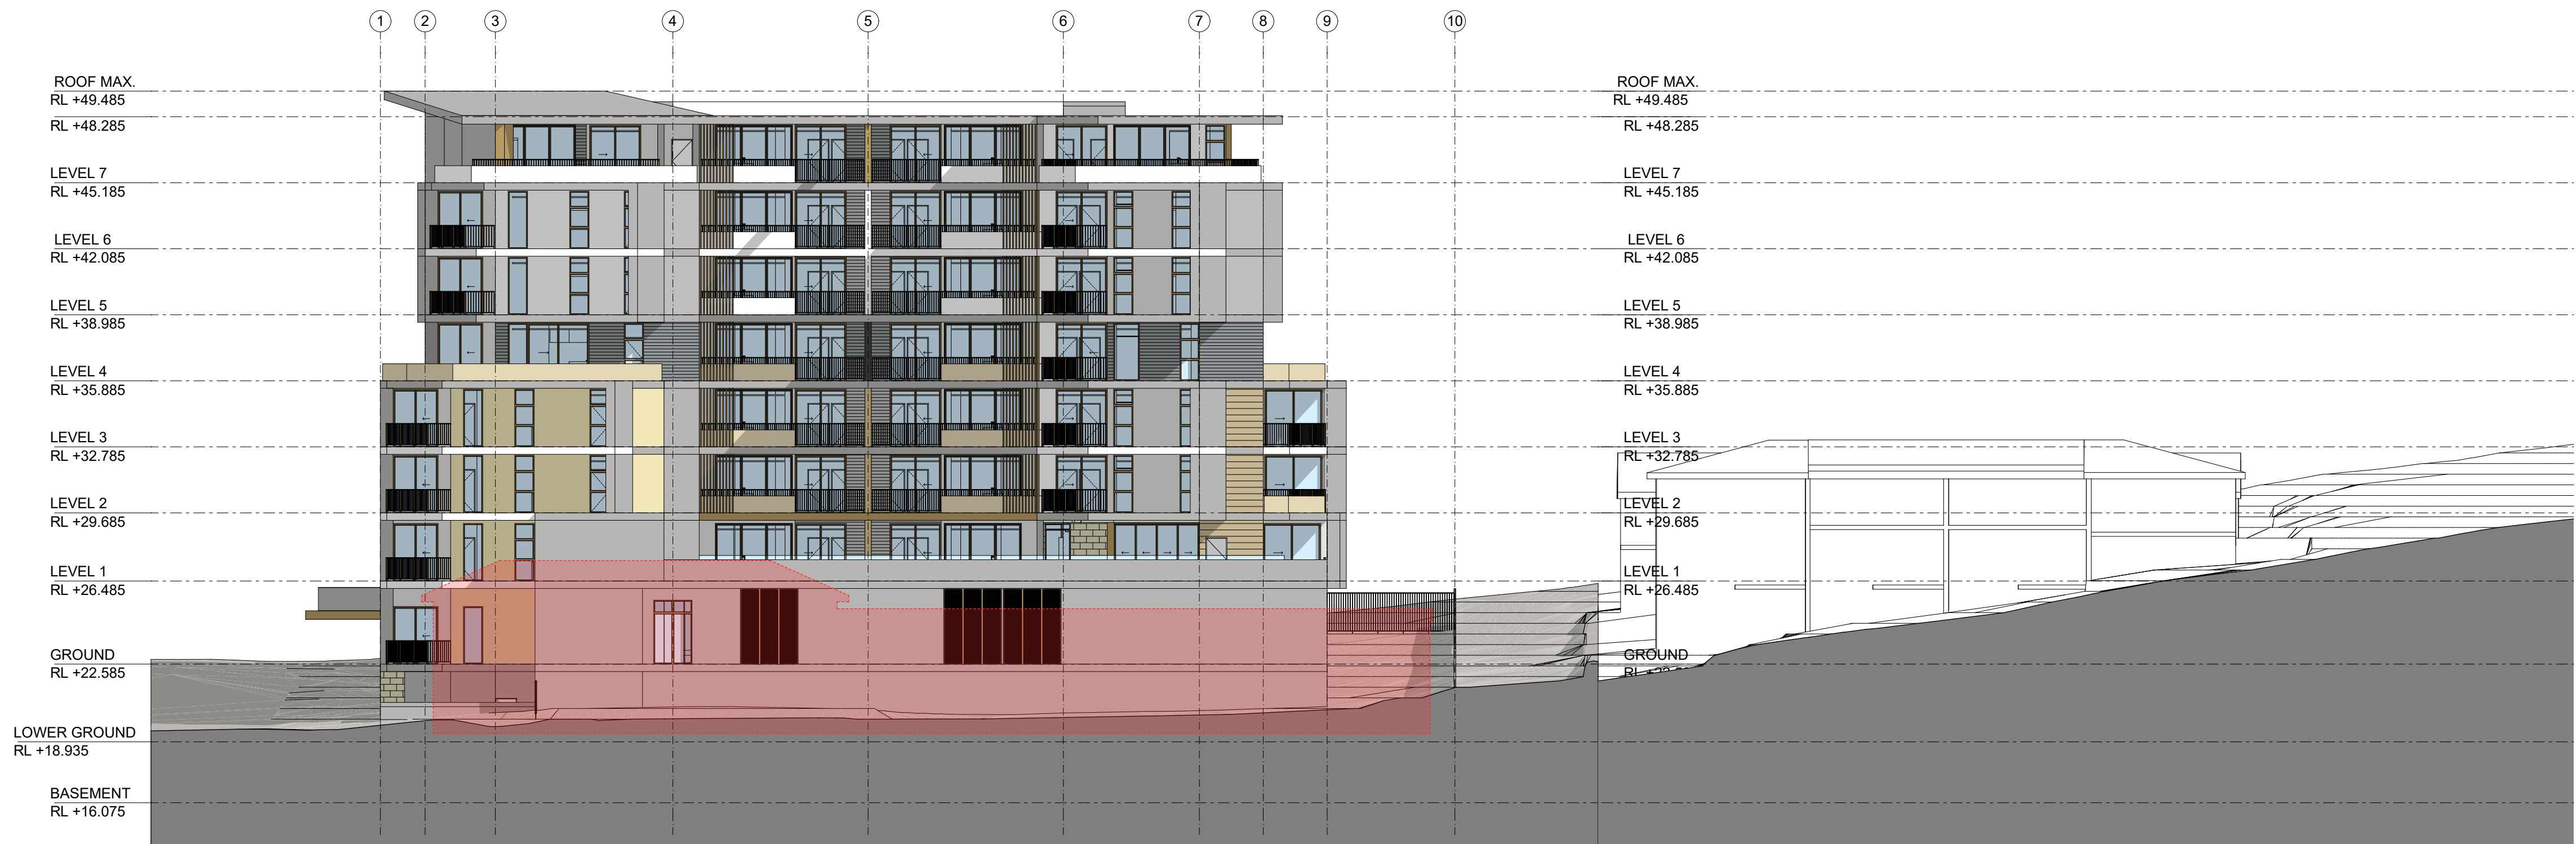 1 2 3 4 5 6 7 8 9 10
ROOF MAX.
RL +49.485
RL +48.285
LEVEL 7
RL +45.185
LEVEL 6
RL +42.085
LEVEL 5
RL +38.985
LEVEL 4
RL +35.885
LEVEL 3
RL +32.785
LEVEL 2
RL +29.685
LEVEL 1
RL +26.485
GROUND
RL +22.585
LOWER GROUND
RL +18.935
BASEMENT
RL +16.075
ROOF MAX.
RL +49.485
RL +48.285
LEVEL 7
RL +45.185
LEVEL 6
RL +42.085
LEVEL 5
RL +38.985
LEVEL 4
RL +35.885
LEVEL 3
RL +32.785
LEVEL 2
RL +29.685
LEVEL 1
RL +26.485
GROUND
RL